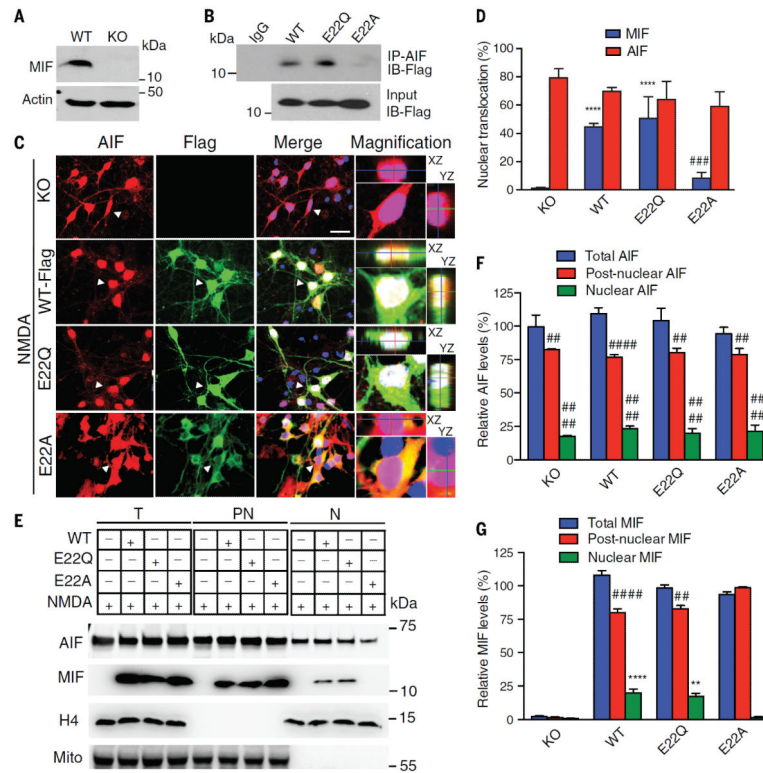 A
WT KO
kDa
MIF
10
Actin
50
B
IgG
WT
E22Q
E22A
kDa
10
IP-AIF
IB-Flag
10
Input
IB-Flag
C
AIF Flag Merge Magnification
NMDA
KO
XZ
YZ
WT-Flag
XZ
YZ
E22Q
XZ
YZ
E22A
XZ
YZ
D
MIF
AIF
Nuclear translocation (%)
100
80
60
40
20
0
****
****
###
KO
WT
E22Q
E22A
E
T PN N
WT − + − − − + − − − + − −
E22Q − − + − − − + − − − + −
E22A − − − + − − − + − − − +
NMDA + + + + + + + + + + + +
kDa
AIF
75
MIF
10
H4
15
Mito
55
F
Total AIF
Post-nuclear AIF
Nuclear AIF
Relative AIF levels (%)
125
100
75
50
25
0
##
##
##
####
##
##
##
##
##
##
##
##
KO
WT
E22Q
E22A
G
Total MIF
Post-nuclear MIF
Nuclear MIF
Relative MIF levels (%)
125
100
75
50
25
0
####
****
##
**
KO
WT
E22Q
E22A